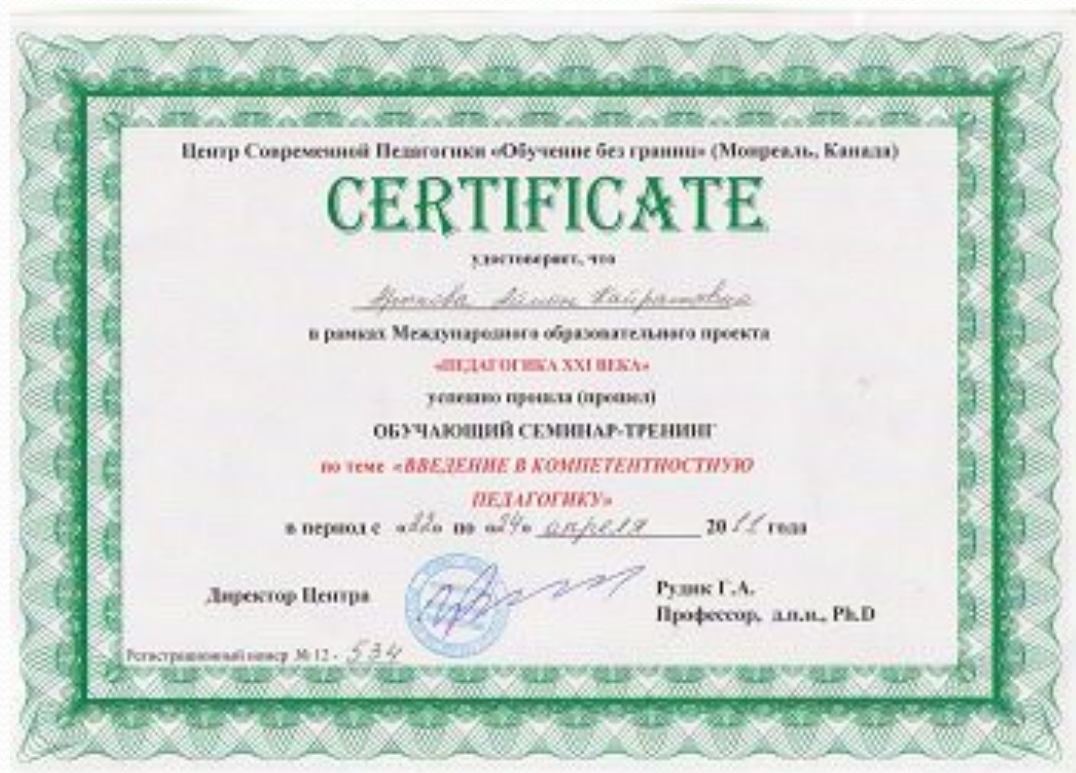 Центр Современной Педагогики «Обучение без границ» (Монреаль, Канада)
CERTIFICATE
удостоверяет, что
в рамках Международного образовательного проекта
«ПЕДАГОГИКА XXI ВЕКА»
успешно прошла (прошел)
ОБУЧАЮЩИЙ СЕМИНАР-ТРЕНИНГ
по теме «ВВЕДЕНИЕ В КОМПЕТЕНТНОСТНУЮ
ПЕДАГОГИКУ»
в период с «22» по «24» апреля 2011 года
Директор Центра
Рудик Г.А.
Профессор, д.п.н., Ph.D
Регистрационный номер № 12 - 534